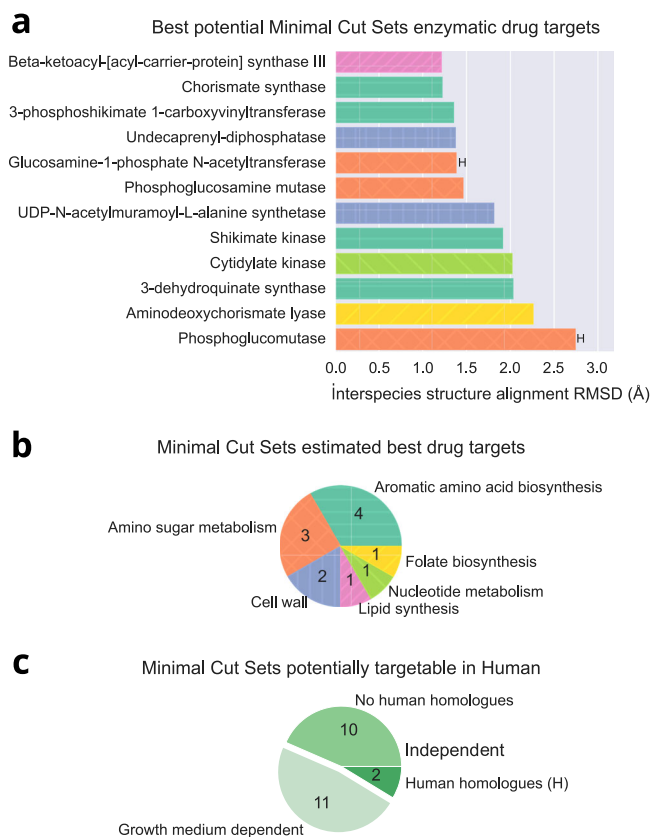 a
Best potential Minimal Cut Sets enzymatic drug targets
Beta-ketoacyl-[acyl-carrier-protein] synthase III
Chorismate synthase
3-phosphoshikimate 1-carboxyvinyltransferase
Undecaprenyl-diphosphatase
Glucosamine-1-phosphate N-acetyltransferase H
Phosphoglucosamine mutase
UDP-N-acetylmuramoyl-L-alanine synthetase
Shikimate kinase
Cytidylate kinase
3-dehydroquinate synthase
Aminodeoxychorismate lyase
Phosphoglucomutase H
0.0 0.5 1.0 1.5 2.0 2.5 3.0
Interspecies structure alignment RMSD (Å)
b
Minimal Cut Sets estimated best drug targets
Aromatic amino acid biosynthesis
4
Amino sugar metabolism
3
1
Folate biosynthesis
2
1
1
Nucleotide metabolism
Cell wall
Lipid synthesis
c
Minimal Cut Sets potentially targetable in Human
No human homologues
10
Independent
2
Human homologues (H)
11
Growth medium dependent